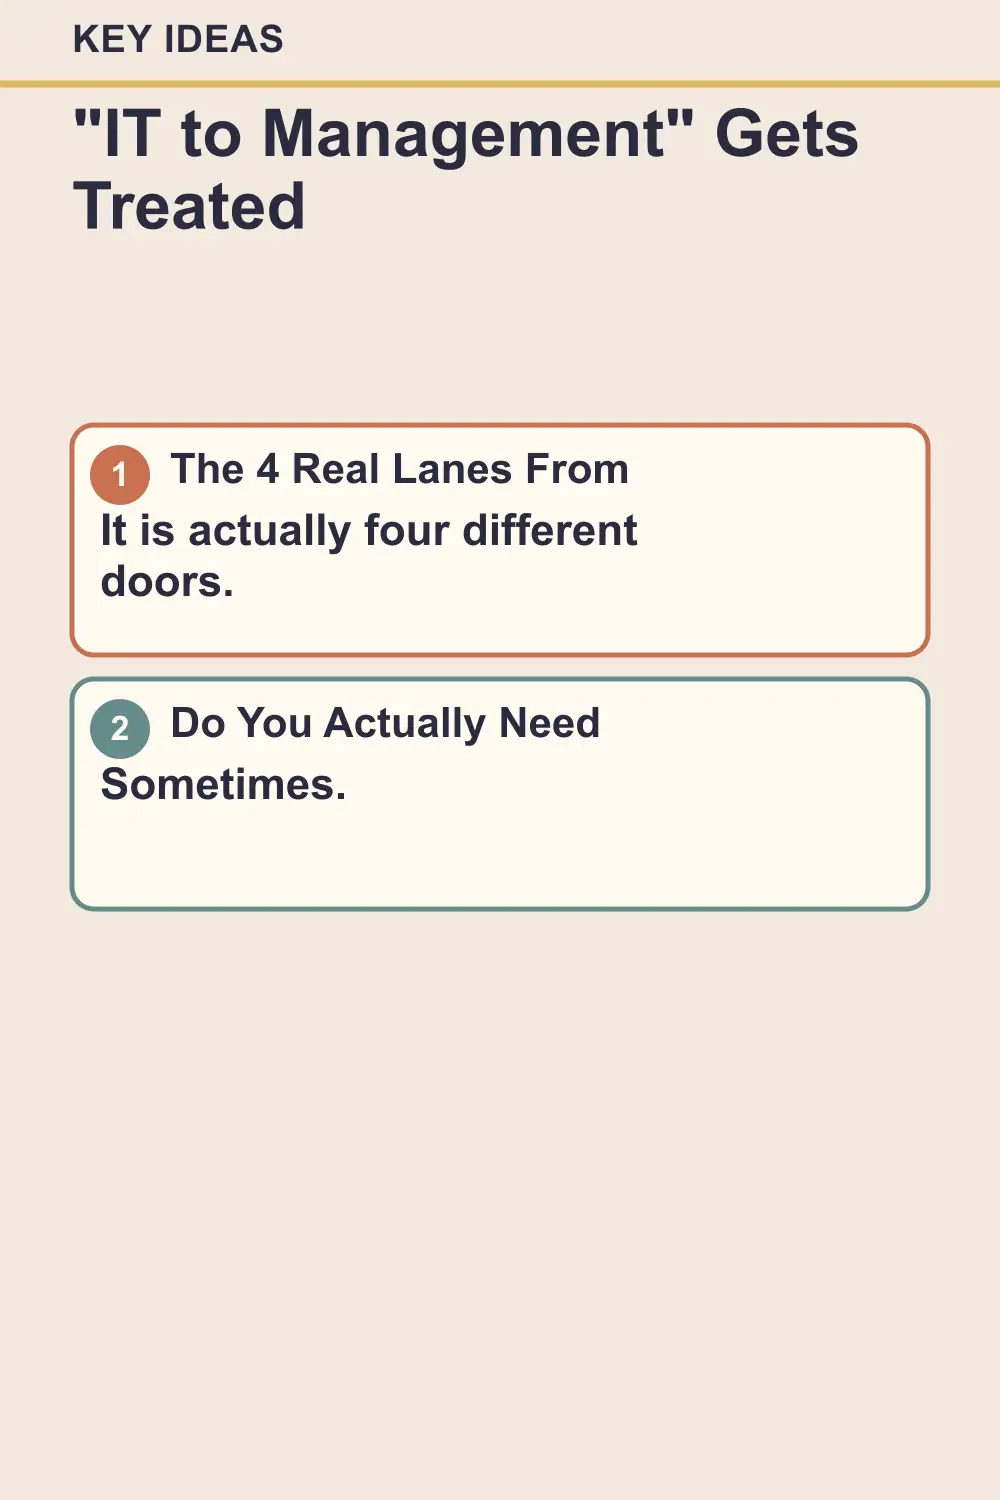 KEY IDEAS
"IT to Management" Gets
Treated
1 The 4 Real Lanes From
It is actually four different
doors.
2 Do You Actually Need
Sometimes.